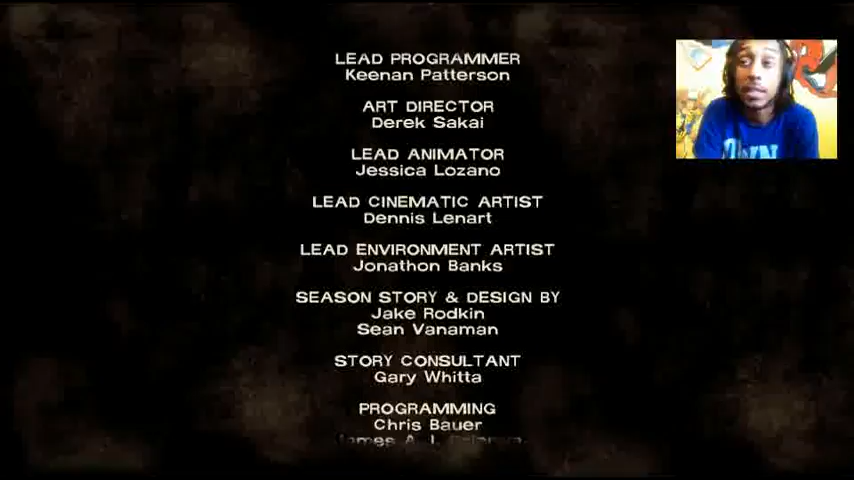 LEAD PROGRAMMER
Keenan Patterson
ART DIRECTOR
Derek Sakai
LEAD ANIMATOR
Jessica Lozano
LEAD CINEMATIC ARTIST
Dennis Lenart
LEAD ENVIRONMENT ARTIST
Jonathon Banks
SEASON STORY & DESIGN BY
Jake Rodkin
Sean Vanaman
STORY CONSULTANT
Gary Whitta
PROGRAMMING
Chris Bauer
James A. J.